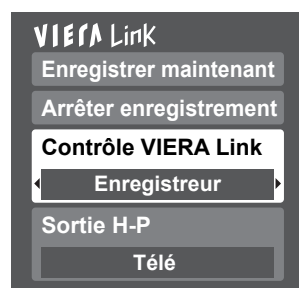 VIERA Link
Enregistrer maintenant
Arrêter enregistrement
Contrôle VIERA Link
Enregistreur
Sortie H-P
Télé